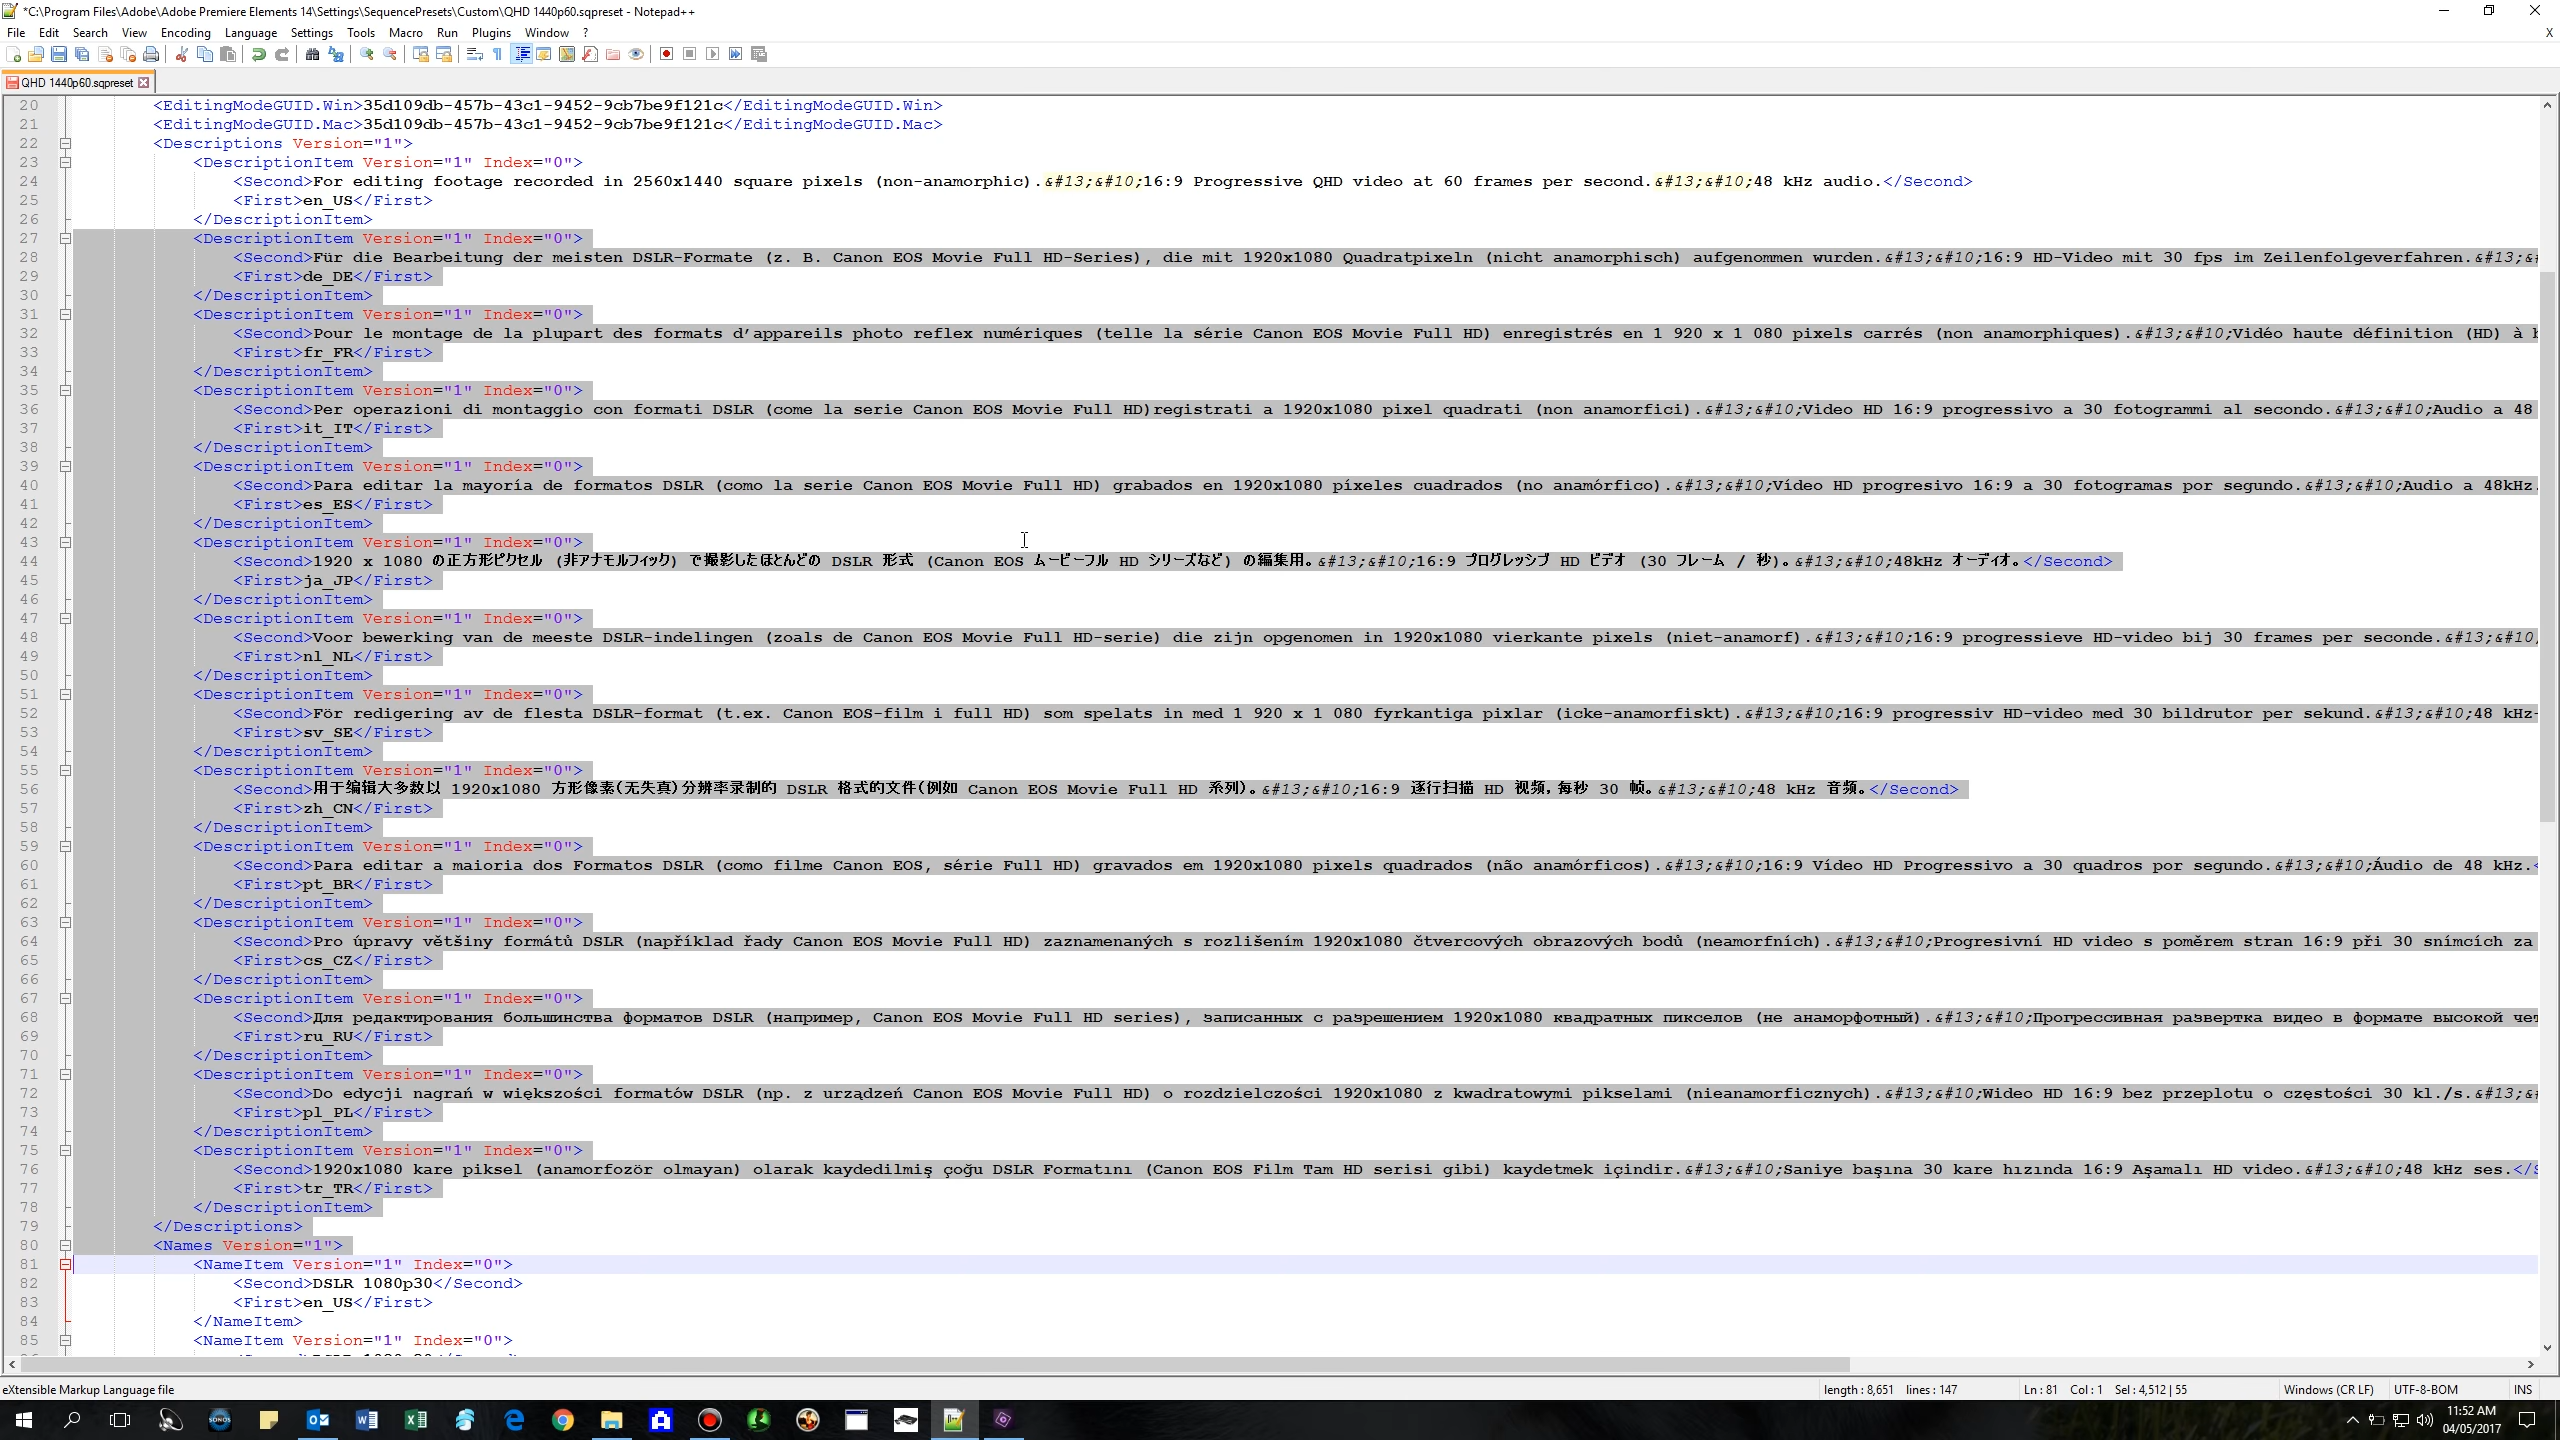 *C:\Program Files\Adobe\Adobe Premiere Elements 14\Settings\SequencePresets\Custom\QHD 1440p60.sqpreset - Notepad++
File Edit Search View Encoding Language Settings Tools Macro Run Plugins Window ? X
QHD 1440p60.sqpreset
20 <EditingModeGUID.Win>35d109db-457b-43c1-9452-9cb7be9f121c</EditingModeGUID.Win>
21 <EditingModeGUID.Mac>35d109db-457b-43c1-9452-9cb7be9f121c</EditingModeGUID.Mac>
22 <Descriptions Version="1">
23 <DescriptionItem Version="1" Index="0">
24 <Second>For editing footage recorded in 2560x1440 square pixels (non-anamorphic).&#13;&#10;16:9 Progressive QHD video at 60 frames per second.&#13;&#10;48 kHz audio.</Second>
25 <First>en_US</First>
26 </DescriptionItem>
27 <DescriptionItem Version="1" Index="0">
28 <Second>Für die Bearbeitung der meisten DSLR-Formate (z. B. Canon EOS Movie Full HD-Series), die mit 1920x1080 Quadratpixeln (nicht anamorphisch) aufgenommen wurden.&#13;&#10;16:9 HD-Video mit 30 fps im Zeilenfolgeverfahren.&#13;&#
29 <First>de_DE</First>
30 </DescriptionItem>
31 <DescriptionItem Version="1" Index="0">
32 <Second>Pour le montage de la plupart des formats d’appareils photo reflex numériques (telle la série Canon EOS Movie Full HD) enregistrés en 1 920 x 1 080 pixels carrés (non anamorphiques).&#13;&#10;Vidéo haute définition (HD) à
33 <First>fr_FR</First>
34 </DescriptionItem>
35 <DescriptionItem Version="1" Index="0">
36 <Second>Per operazioni di montaggio con formati DSLR (come la serie Canon EOS Movie Full HD)registrati a 1920x1080 pixel quadrati (non anamorfici).&#13;&#10;Video HD 16:9 progressivo a 30 fotogrammi al secondo.&#13;&#10;Audio a 48
37 <First>it_IT</First>
38 </DescriptionItem>
39 <DescriptionItem Version="1" Index="0">
40 <Second>Para editar la mayoría de formatos DSLR (como la serie Canon EOS Movie Full HD) grabados en 1920x1080 píxeles cuadrados (no anamórfico).&#13;&#10;Vídeo HD progresivo 16:9 a 30 fotogramas por segundo.&#13;&#10;Audio a 48kHz.
41 <First>es_ES</First>
42 </DescriptionItem>
43 <DescriptionItem Version="1" Index="0">
44 <Second>1920 x 1080 の正方形ピクセル (非アナモルフィック) で撮影したほとんどの DSLR 形式 (Canon EOS ムービーフル HD シリーズなど) の編集用。&#13;&#10;16:9 プログレッシブ HD ビデオ (30 フレーム / 秒)。&#13;&#10;48kHz オーディオ。</Second>
45 <First>ja_JP</First>
46 </DescriptionItem>
47 <DescriptionItem Version="1" Index="0">
48 <Second>Voor bewerking van de meeste DSLR-indelingen (zoals de Canon EOS Movie Full HD-serie) die zijn opgenomen in 1920x1080 vierkante pixels (niet-anamorf).&#13;&#10;16:9 progressieve HD-video bij 30 frames per seconde.&#13;&#10;
49 <First>nl_NL</First>
50 </DescriptionItem>
51 <DescriptionItem Version="1" Index="0">
52 <Second>För redigering av de flesta DSLR-format (t.ex. Canon EOS-film i full HD) som spelats in med 1 920 x 1 080 fyrkantiga pixlar (icke-anamorfiskt).&#13;&#10;16:9 progressiv HD-video med 30 bildrutor per sekund.&#13;&#10;48 kHz-
53 <First>sv_SE</First>
54 </DescriptionItem>
55 <DescriptionItem Version="1" Index="0">
56 <Second>用于编辑大多数以 1920x1080 方形像素(无失真)分辨率录制的 DSLR 格式的文件(例如 Canon EOS Movie Full HD 系列)。&#13;&#10;16:9 逐行扫描 HD 视频，每秒 30 帧。&#13;&#10;48 kHz 音频。</Second>
57 <First>zh_CN</First>
58 </DescriptionItem>
59 <DescriptionItem Version="1" Index="0">
60 <Second>Para editar a maioria dos Formatos DSLR (como filme Canon EOS, série Full HD) gravados em 1920x1080 pixels quadrados (não anamórficos).&#13;&#10;16:9 Vídeo HD Progressivo a 30 quadros por segundo.&#13;&#10;Áudio de 48 kHz.<
61 <First>pt_BR</First>
62 </DescriptionItem>
63 <DescriptionItem Version="1" Index="0">
64 <Second>Pro úpravy většiny formátů DSLR (například řady Canon EOS Movie Full HD) zaznamenaných s rozlišením 1920x1080 čtvercových obrazových bodů (neamorfních).&#13;&#10;Progresivní HD video s poměrem stran 16:9 při 30 snímcích za
65 <First>cs_CZ</First>
66 </DescriptionItem>
67 <DescriptionItem Version="1" Index="0">
68 <Second>Для редактирования большинства форматов DSLR (например, Canon EOS Movie Full HD series), записанных с разрешением 1920x1080 квадратных пикселов (не анаморфотный).&#13;&#10;Прогрессивная развертка видео в формате высокой чет
69 <First>ru_RU</First>
70 </DescriptionItem>
71 <DescriptionItem Version="1" Index="0">
72 <Second>Do edycji nagrań w większości formatów DSLR (np. z urządzeń Canon EOS Movie Full HD) o rozdzielczości 1920x1080 z kwadratowymi pikselami (nieanamorficznych).&#13;&#10;Wideo HD 16:9 bez przeplotu o częstości 30 kl./s.&#13;&#
73 <First>pl_PL</First>
74 </DescriptionItem>
75 <DescriptionItem Version="1" Index="0">
76 <Second>1920x1080 kare piksel (anamorfozör olmayan) olarak kaydedilmiş çoğu DSLR Formatını (Canon EOS Film Tam HD serisi gibi) kaydetmek içindir.&#13;&#10;Saniye başına 30 kare hızında 16:9 Aşamalı HD video.&#13;&#10;48 kHz ses.</S
77 <First>tr_TR</First>
78 </DescriptionItem>
79 </Descriptions>
80 <Names Version="1">
81 <NameItem Version="1" Index="0">
82 <Second>DSLR 1080p30</Second>
83 <First>en_US</First>
84 </NameItem>
85 <NameItem Version="1" Index="0">
eXtensible Markup Language file length : 8,651 lines : 147 Ln : 81 Col : 1 Sel : 4,512 | 55 Windows (CR LF) UTF-8-BOM INS
SONOS
11:52 AM
04/05/2017